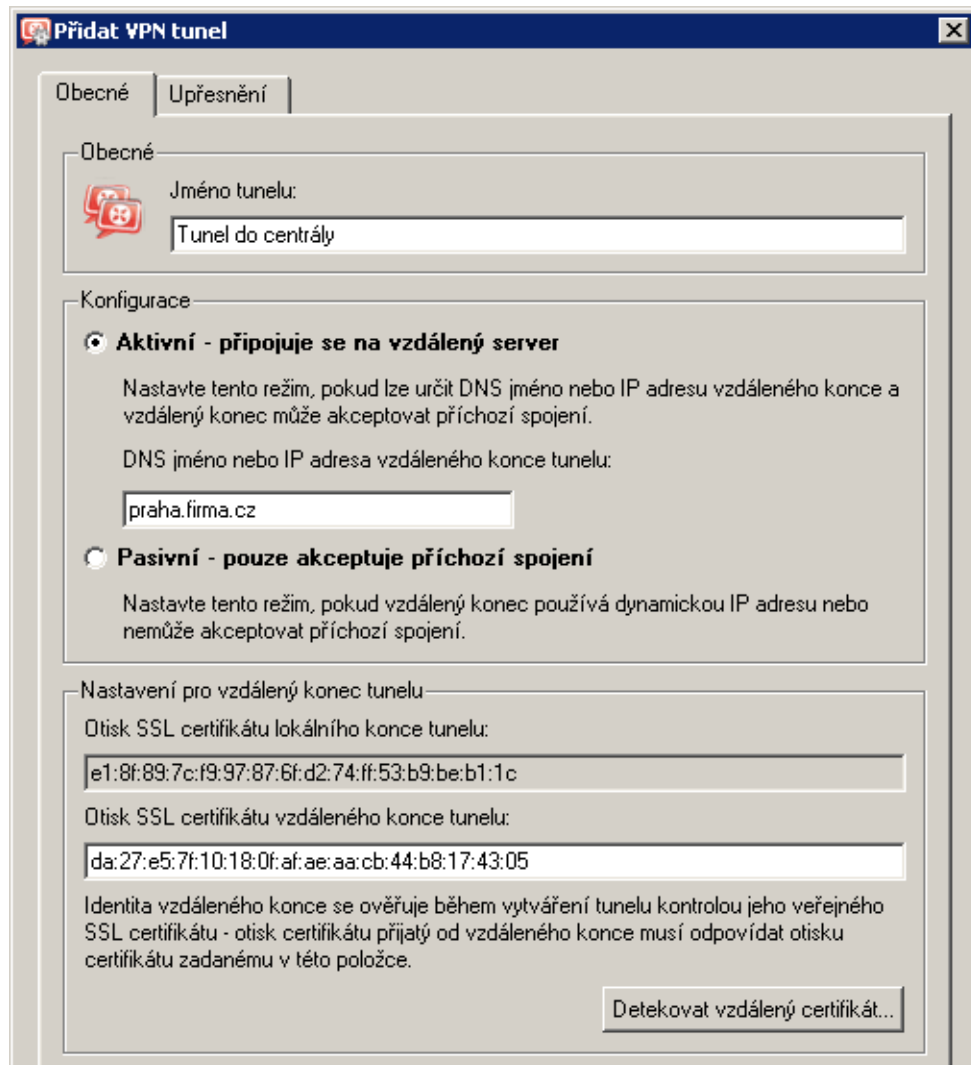 Přidat VPN tunel
Obecné
Upřesnění
Obecné
Jméno tunelu:
Tunel do centrály
Konfigurace
Aktivní - připojuje se na vzdálený server
Nastavte tento režim, pokud lze určit DNS jméno nebo IP adresu vzdáleného konce a
vzdálený konec může akceptovat příchozí spojení.
DNS jméno nebo IP adresa vzdáleného konce tunelu:
praha.firma.cz
Pasivní - pouze akceptuje příchozí spojení
Nastavte tento režim, pokud vzdálený konec používá dynamickou IP adresu nebo
nemůže akceptovat příchozí spojení.
Nastavení pro vzdálený konec tunelu
Otisk SSL certifikátu lokálního konce tunelu:
e1:8f:89:7c:f9:97:87:6f:d2:74:ff:53:b9:be:b1:1c
Otisk SSL certifikátu vzdáleného konce tunelu:
da:27:e5:7f:10:18:0f:af:ae:aa:cb:44:b8:17:43:05
Identita vzdáleného konce se ověřuje během vytváření tunelu kontrolou jeho veřejného
SSL certifikátu - otisk certifikátu přijatý od vzdáleného konce musí odpovídat otisku
certifikátu zadanému v této položce.
Detekovat vzdálený certifikát...